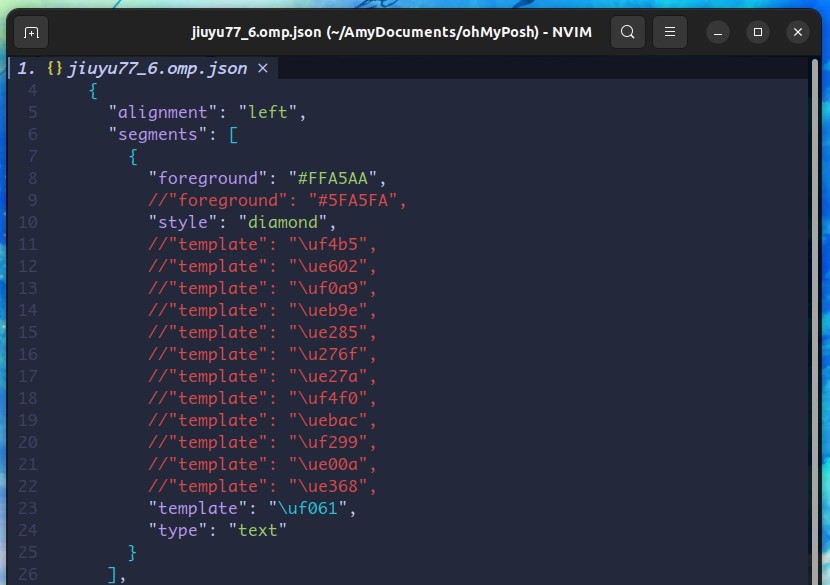 jiuyu77_6.omp.json (~/AmyDocuments/ohMyPosh) - NVIM
1. {} jiuyu77_6.omp.json ×
4 {
5 "alignment": "left",
6 "segments": [
7 {
8 "foreground": "#FFA5AA",
9 //"foreground": "#5FA5FA",
10 "style": "diamond",
11 //"template": "\uf4b5",
12 //"template": "\ue602",
13 //"template": "\uf0a9",
14 //"template": "\ueb9e",
15 //"template": "\ue285",
16 //"template": "\u276f",
17 //"template": "\ue27a",
18 //"template": "\uf4f0",
19 //"template": "\uebac",
20 //"template": "\uf299",
21 //"template": "\ue00a",
22 //"template": "\ue368",
23 "template": "\uf061",
24 "type": "text"
25 }
26 ],